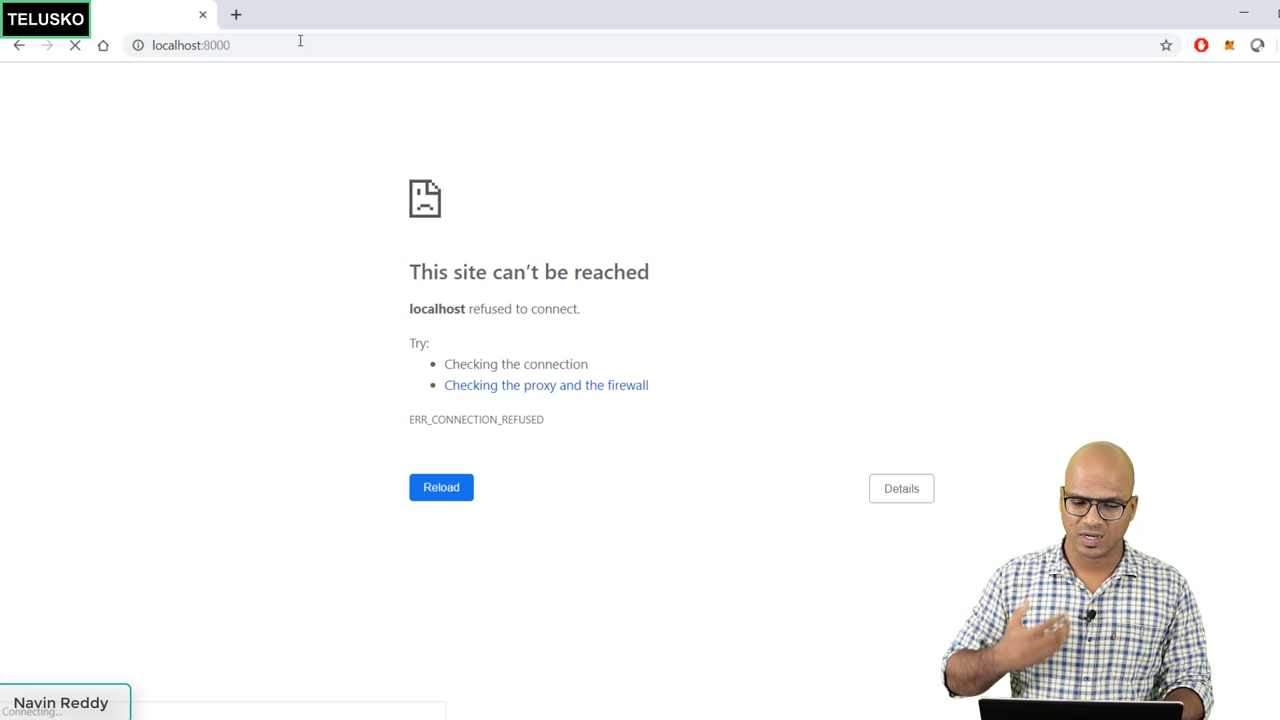 TELUSKO
localhost:8000
This site can't be reached
localhost refused to connect.
Try:
Checking the connection
Checking the proxy and the firewall
ERR_CONNECTION_REFUSED
Reload
Details
Navin Reddy
Connecting...